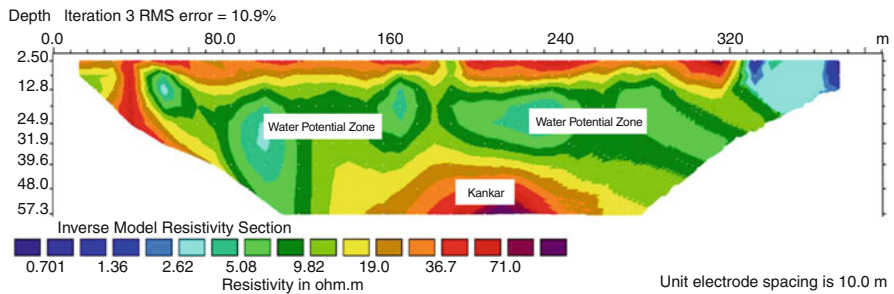 Depth Iteration 3 RMS error = 10.9%
0.0 80.0 160 240 320 m
2.50
12.8
24.9
31.9
39.6
48.0
57.3
Water Potential Zone
Water Potential Zone
Kankar
Inverse Model Resistivity Section
0.701 1.36 2.62 5.08 9.82 19.0 36.7 71.0
Resistivity in ohm.m
Unit electrode spacing is 10.0 m